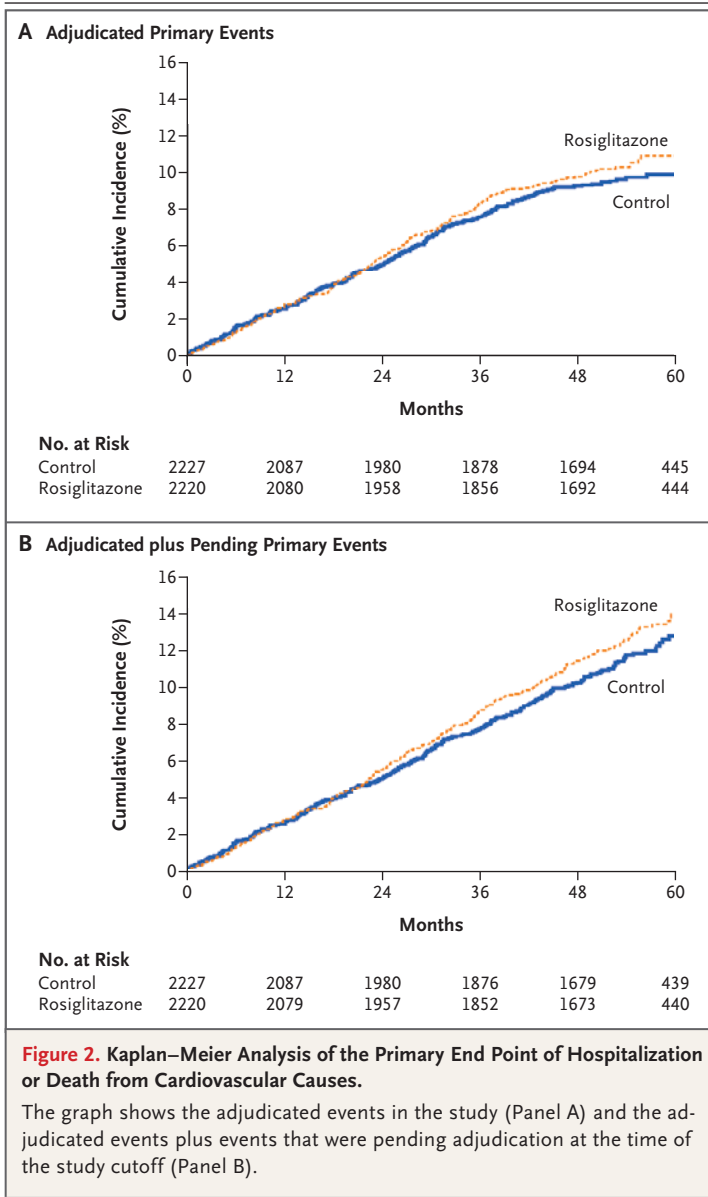 A Adjudicated Primary Events
16
14
12
10
8
6
4
2
0
Cumulative Incidence (%)
Rosiglitazone
Control
0 12 24 36 48 60
Months
No. at Risk
Control 2227 2087 1980 1878 1694 445
Rosiglitazone 2220 2080 1958 1856 1692 444
B Adjudicated plus Pending Primary Events
16
14
12
10
8
6
4
2
0
Cumulative Incidence (%)
Rosiglitazone
Control
0 12 24 36 48 60
Months
No. at Risk
Control 2227 2087 1980 1876 1679 439
Rosiglitazone 2220 2079 1957 1852 1673 440
Figure 2. Kaplan–Meier Analysis of the Primary End Point of Hospitalization
or Death from Cardiovascular Causes.
The graph shows the adjudicated events in the study (Panel A) and the ad-
judicated events plus events that were pending adjudication at the time of
the study cutoff (Panel B).